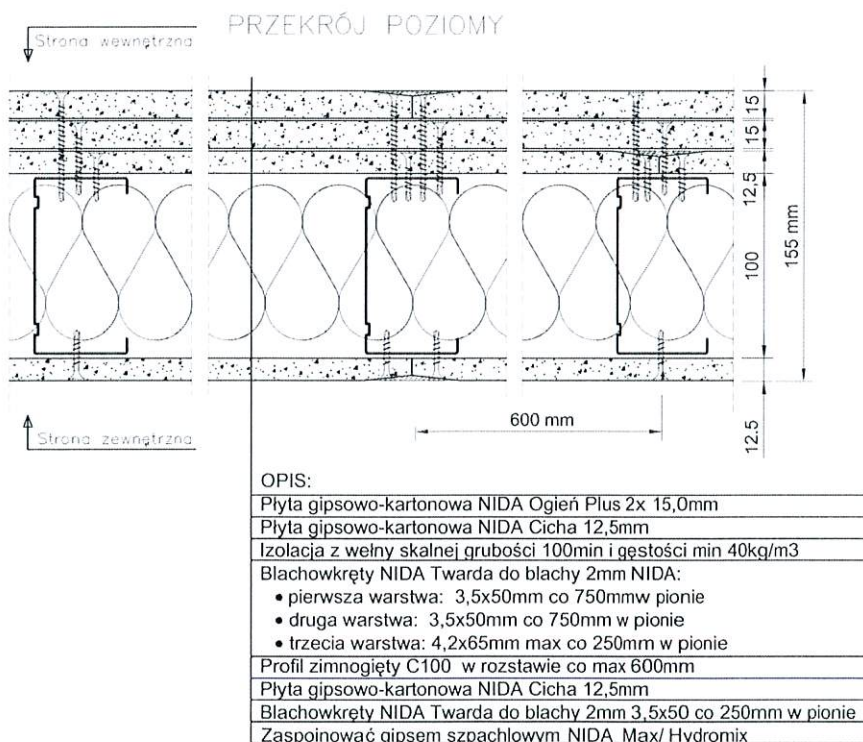 PRZEKRÓJ POZIOMY
Strona wewnętrzna
15
15
12.5
100
155 mm
600 mm
12.5
Strona zewnętrzna
OPIS:
Płyta gipsowo-kartonowa NIDA Ogień Plus 2x 15,0mm
Płyta gipsowo-kartonowa NIDA Cicha 12,5mm
Izolacja z wełny skalnej grubości 100min i gęstości min 40kg/m3
Blachowkręty NIDA Twarda do blachy 2mm NIDA:
• pierwsza warstwa: 3,5x50mm co 750mmw pionie
• druga warstwa: 3,5x50mm co 750mm w pionie
• trzecia warstwa: 4,2x65mm max co 250mm w pionie
Profil zimnogięty C100 w rozstawie co max 600mm
Płyta gipsowo-kartonowa NIDA Cicha 12,5mm
Blachowkręty NIDA Twarda do blachy 2mm 3,5x50 co 250mm w pionie
Zaspoinować gipsem szpachlowym NIDA Max/ Hydromix